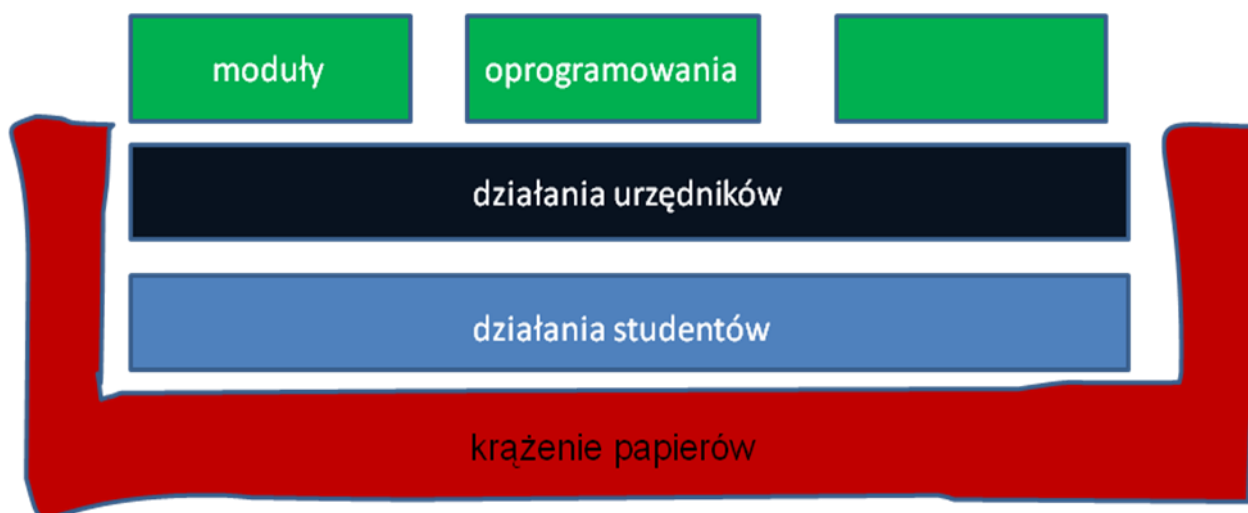 moduły
oprogramowania
działania urzędników
działania studentów
krążenie papierów